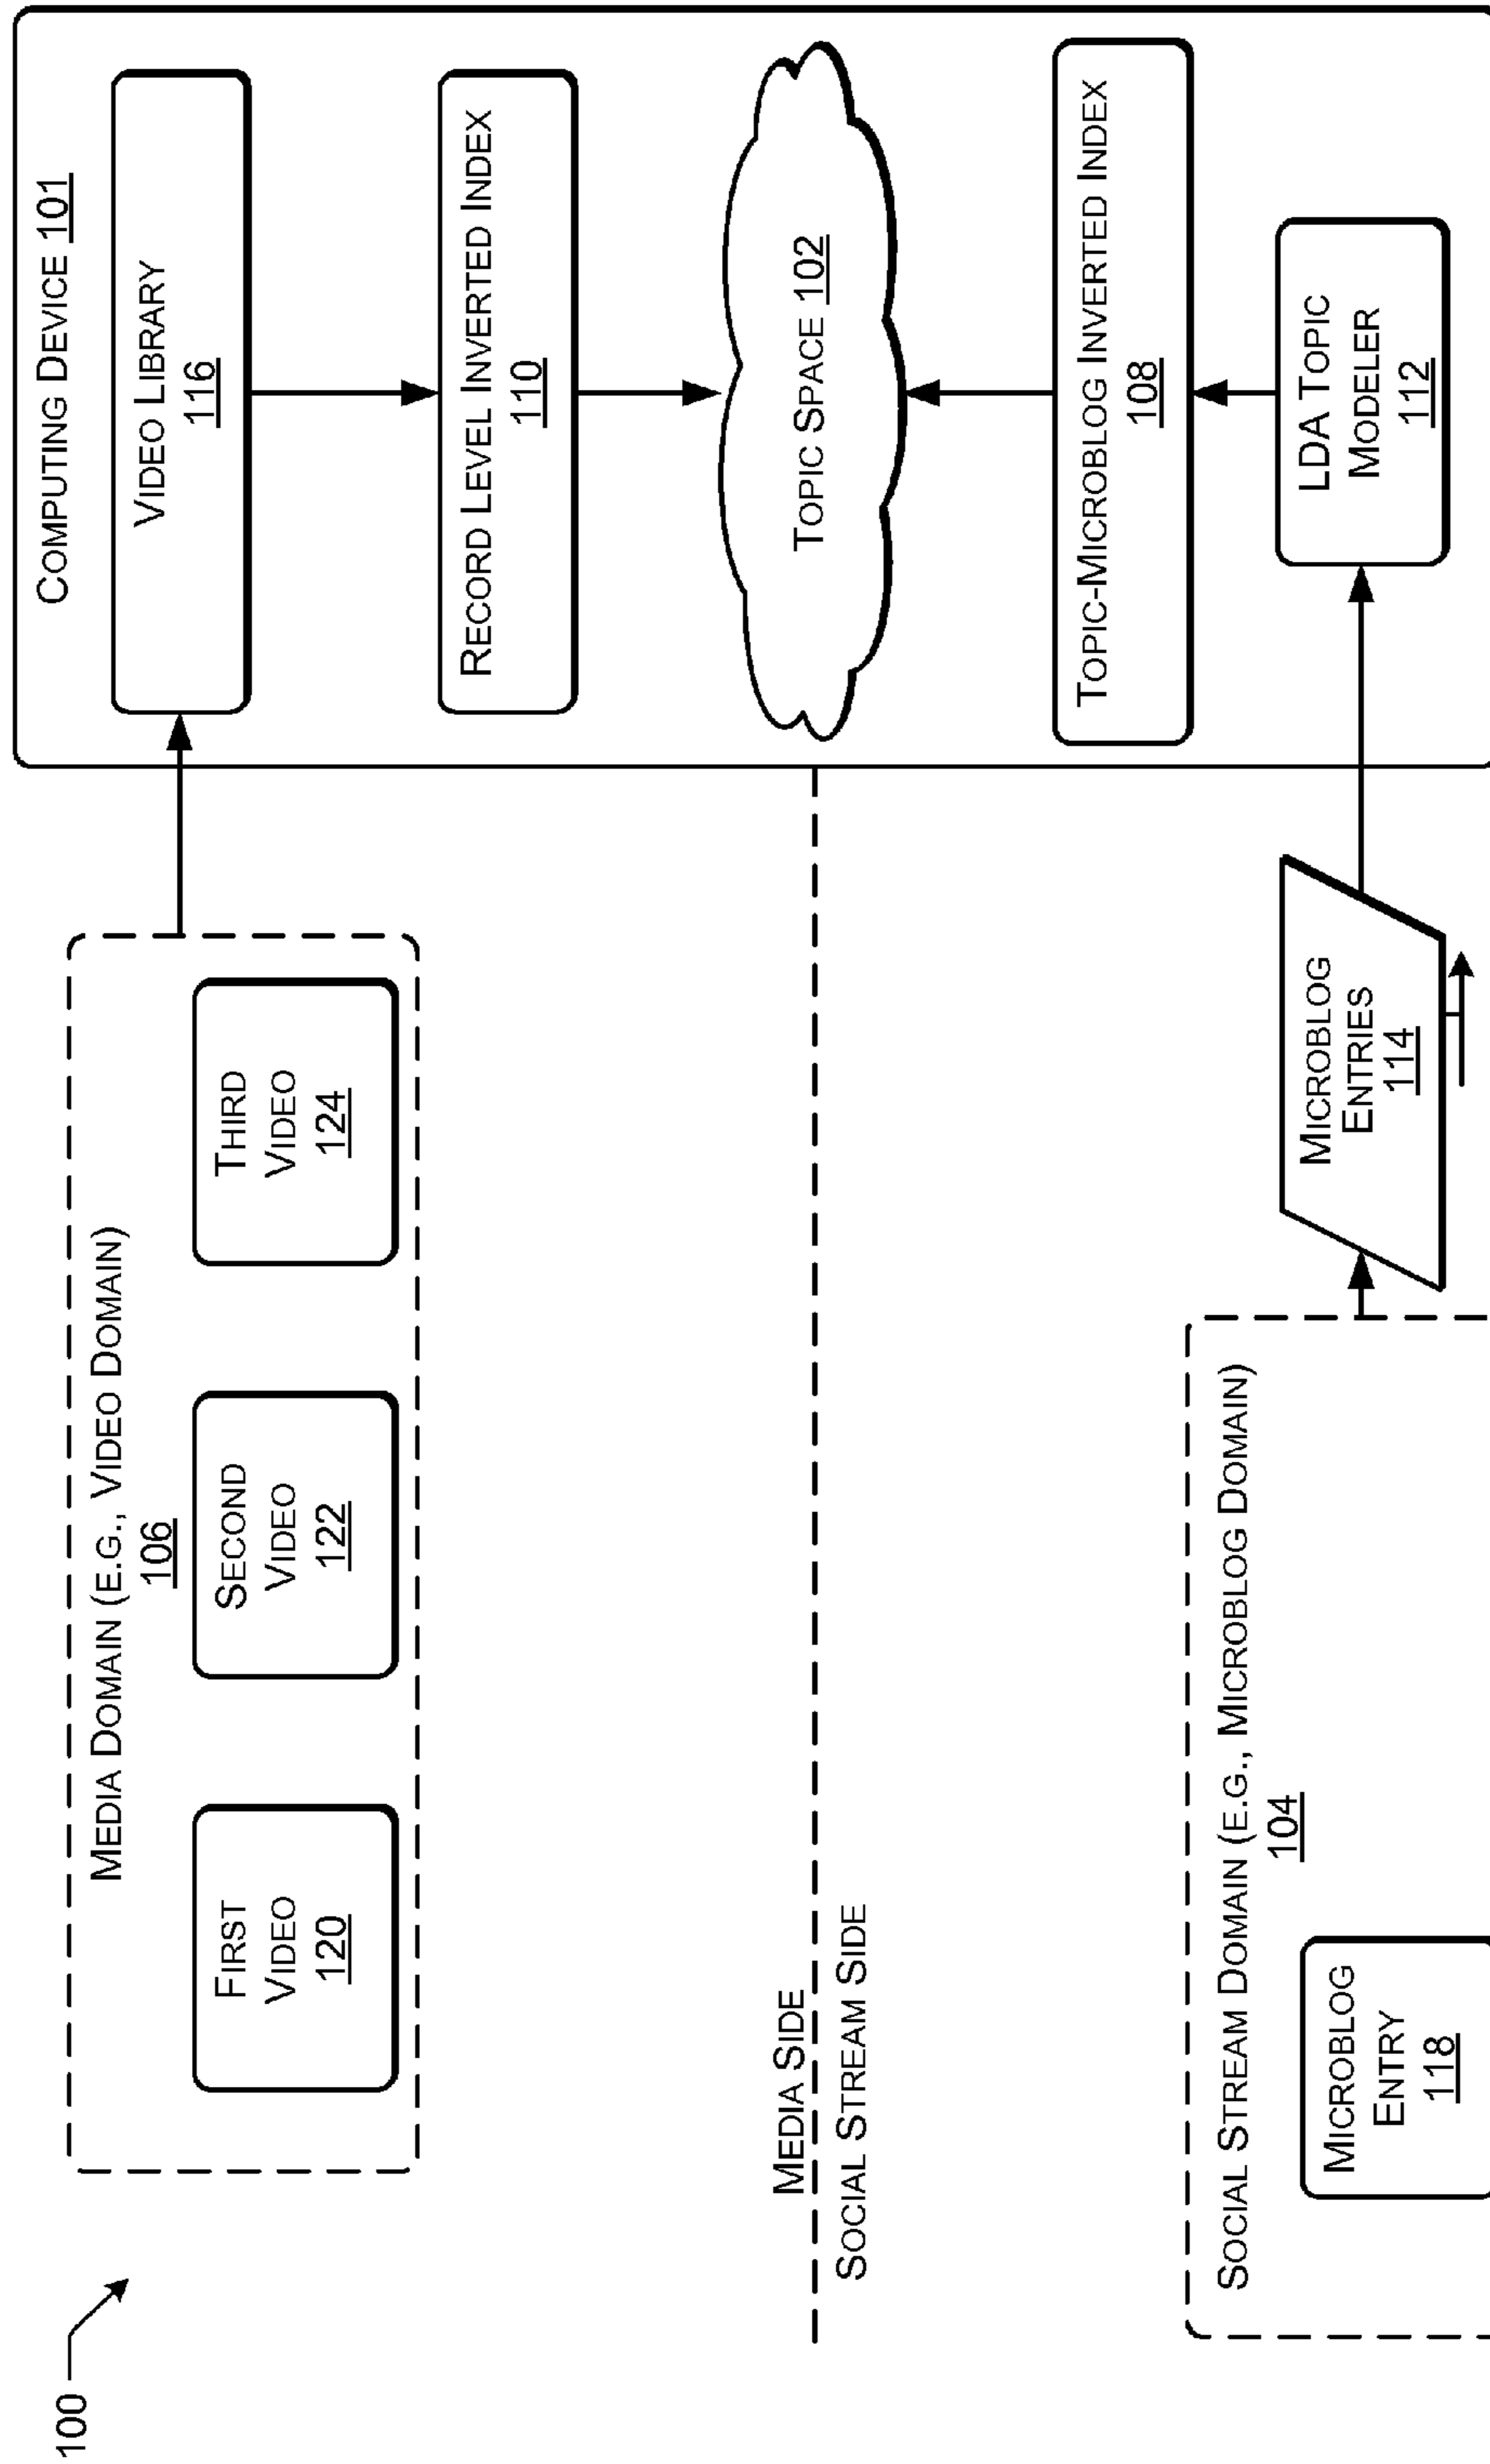 100
MEDIA DOMAIN (E.G., VIDEO DOMAIN)
106
FIRST
VIDEO
120
SECOND
VIDEO
122
THIRD
VIDEO
124
COMPUTING DEVICE 101
VIDEO LIBRARY
116
RECORD LEVEL INVERTED INDEX
110
TOPIC SPACE 102
MEDIA SIDE
SOCIAL STREAM SIDE
TOPIC-MICROBLOG INVERTED INDEX
108
LDA TOPIC
MODELER
112
SOCIAL STREAM DOMAIN (E.G., MICROBLOG DOMAIN)
104
MICROBLOG
ENTRY
118
MICROBLOG
ENTRIES
114